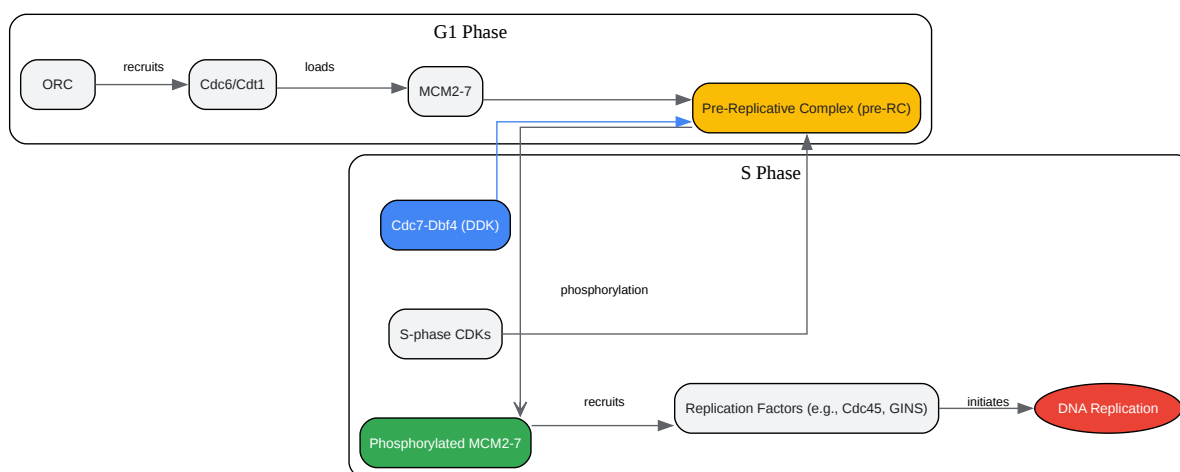 G1 Phase
ORC
recruits
Cdc6/Cdt1
loads
MCM2-7
Pre-Replicative Complex (pre-RC)
S Phase
Cdc7-Dbf4 (DDK)
phosphorylation
S-phase CDKs
Phosphorylated MCM2-7
recruits
Replication Factors (e.g., Cdc45, GINS)
initiates
DNA Replication